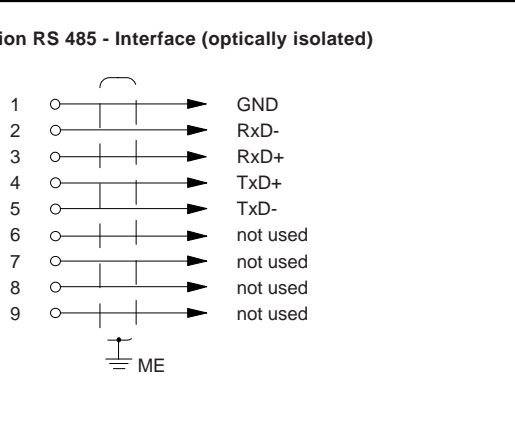 ion RS 485 - Interface (optically isolated)
1 GND
2 RxD-
3 RxD+
4 TxD+
5 TxD-
6 not used
7 not used
8 not used
9 not used
ME